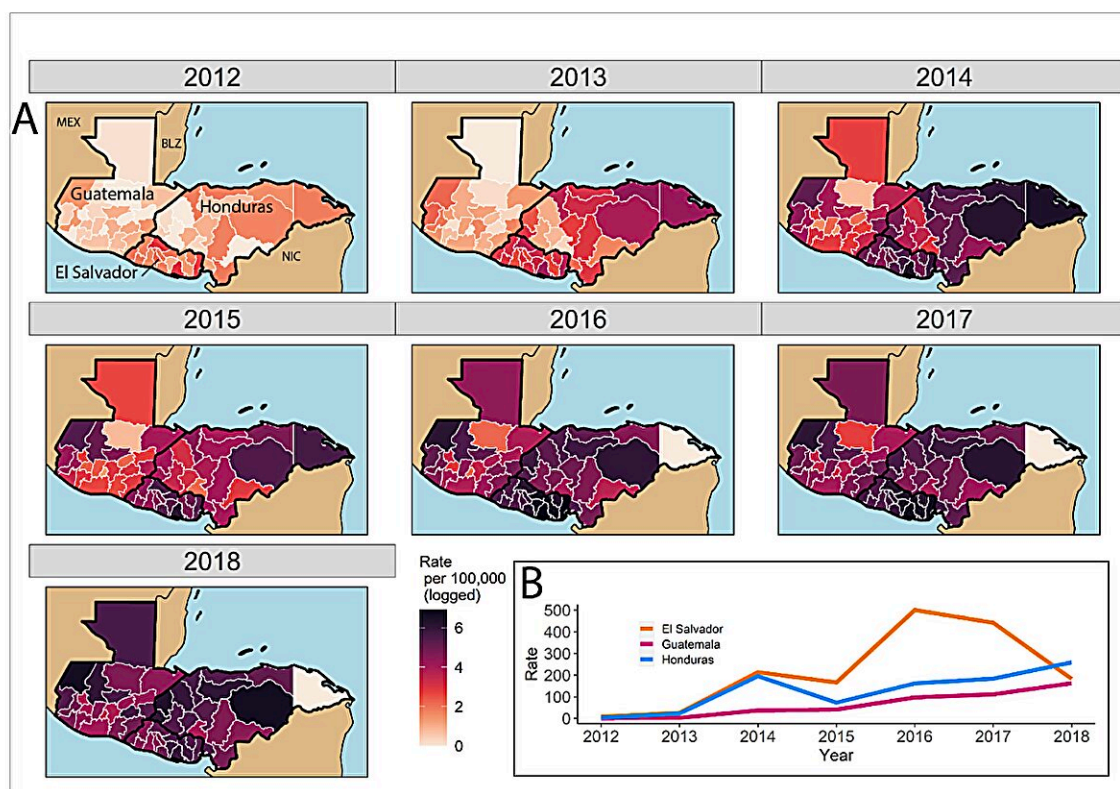 2012
2013
2014
A
MEX
BLZ
Guatemala
Honduras
El Salvador
NIC
2015
2016
2017
2018
Rate
per 100,000
(logged)
6
4
2
0
B
500
400
300
200
100
0
Rate
El Salvador
Guatemala
Honduras
2012 2013 2014 2015 2016 2017 2018
Year